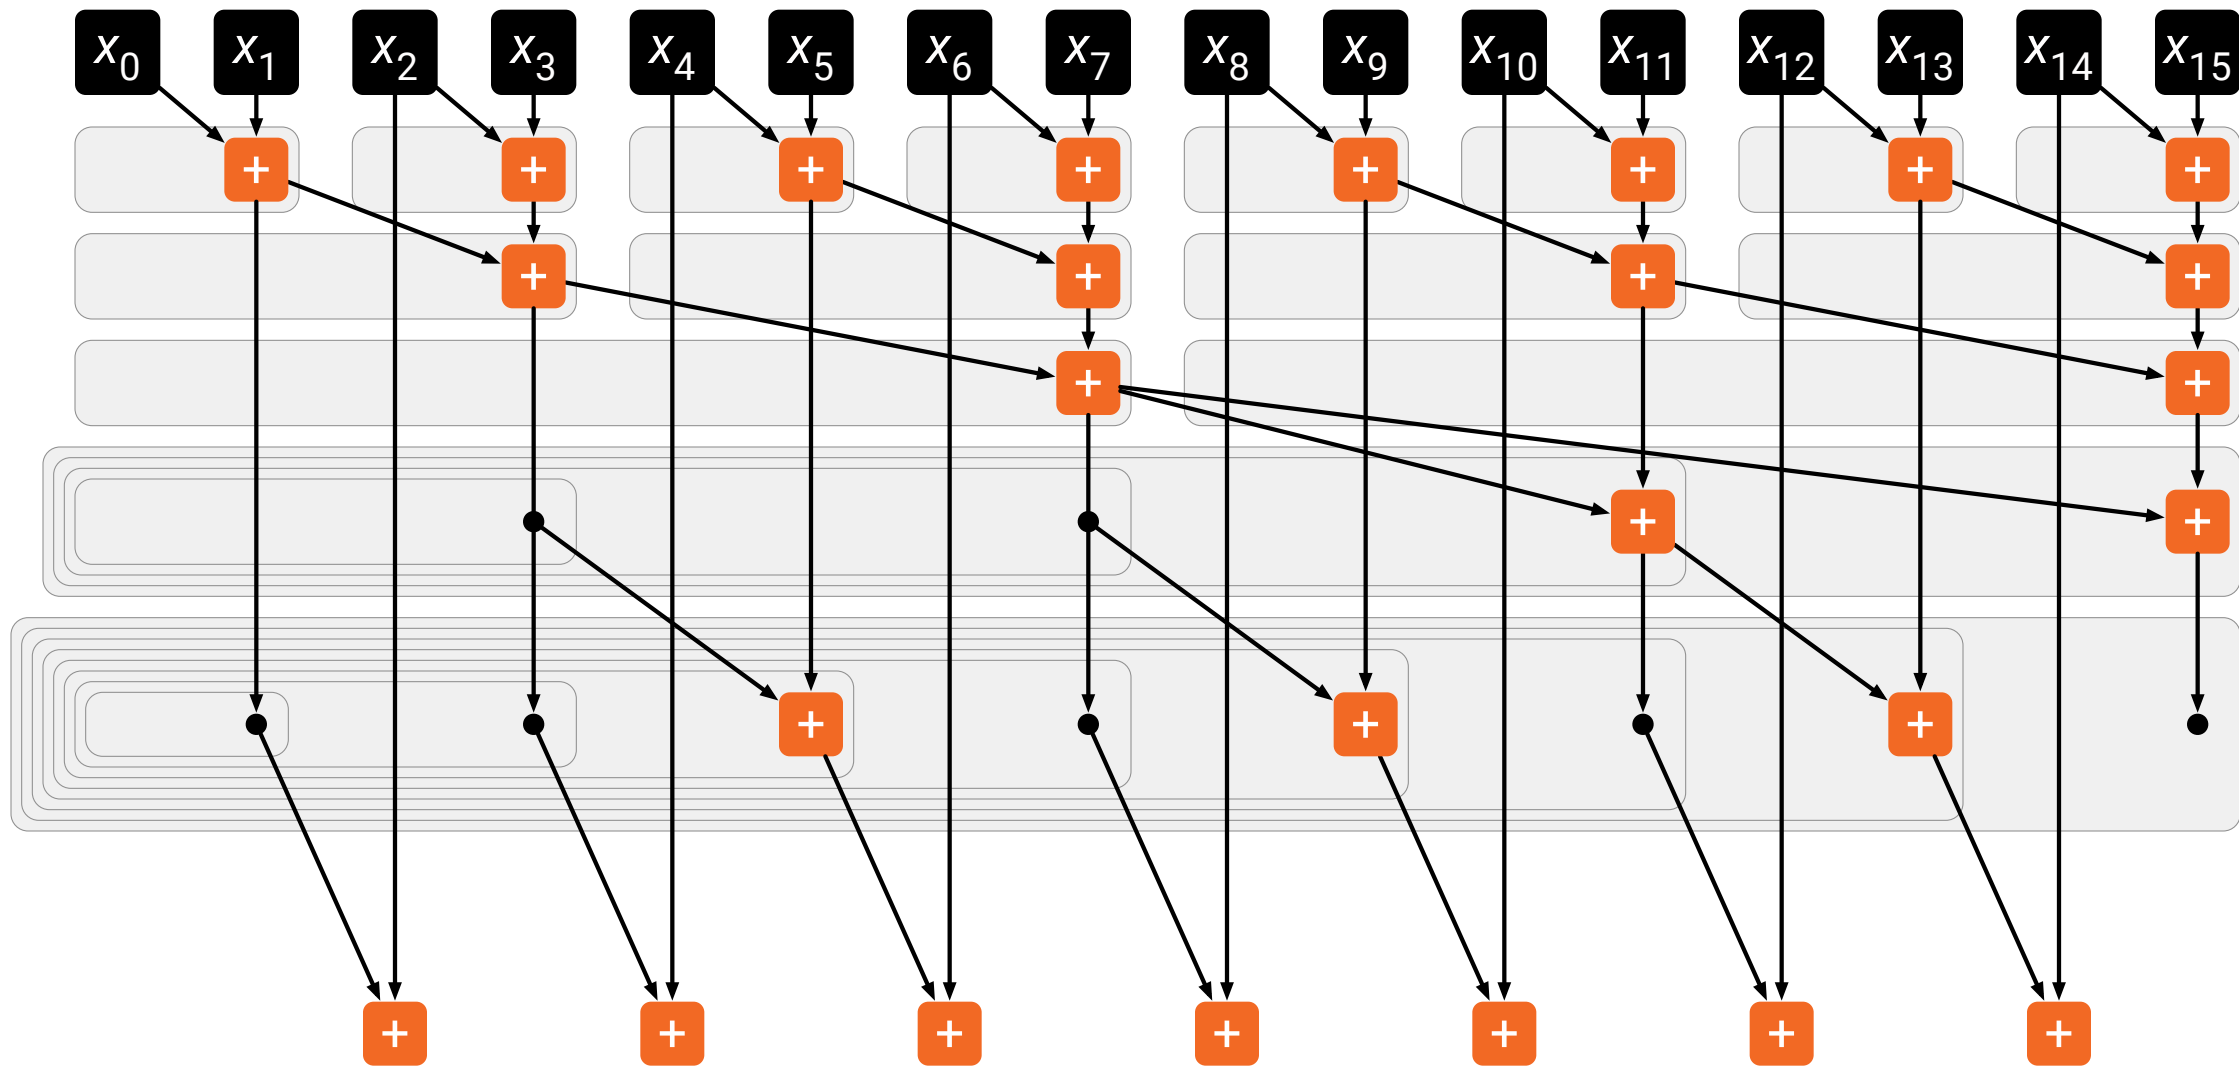 x₀ x₁ x₂ x₃ x₄ x₅ x₆ x₇ x₈ x₉ x₁₀ x₁₁ x₁₂ x₁₃ x₁₄ x₁₅
+ + + + + + + +
+ + + +
+ +
+ +
+ + +
+ + + + + + +